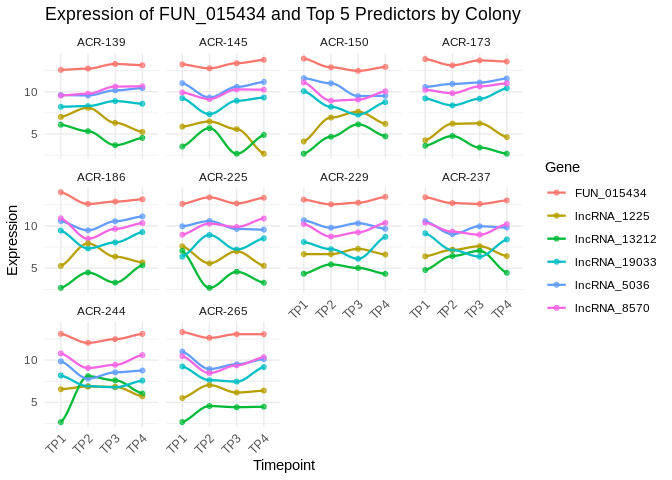 Expression of FUN_015434 and Top 5 Predictors by Colony
ACR-139 ACR-145 ACR-150 ACR-173
10
5
ACR-186 ACR-225 ACR-229 ACR-237
10
5
TP1 TP2 TP3 TP4 TP1 TP2 TP3 TP4
ACR-244 ACR-265
10
5
TP1 TP2 TP3 TP4 TP1 TP2 TP3 TP4
Timepoint
Expression
Gene
FUN_015434
lncRNA_1225
lncRNA_13212
lncRNA_19033
lncRNA_5036
lncRNA_8570